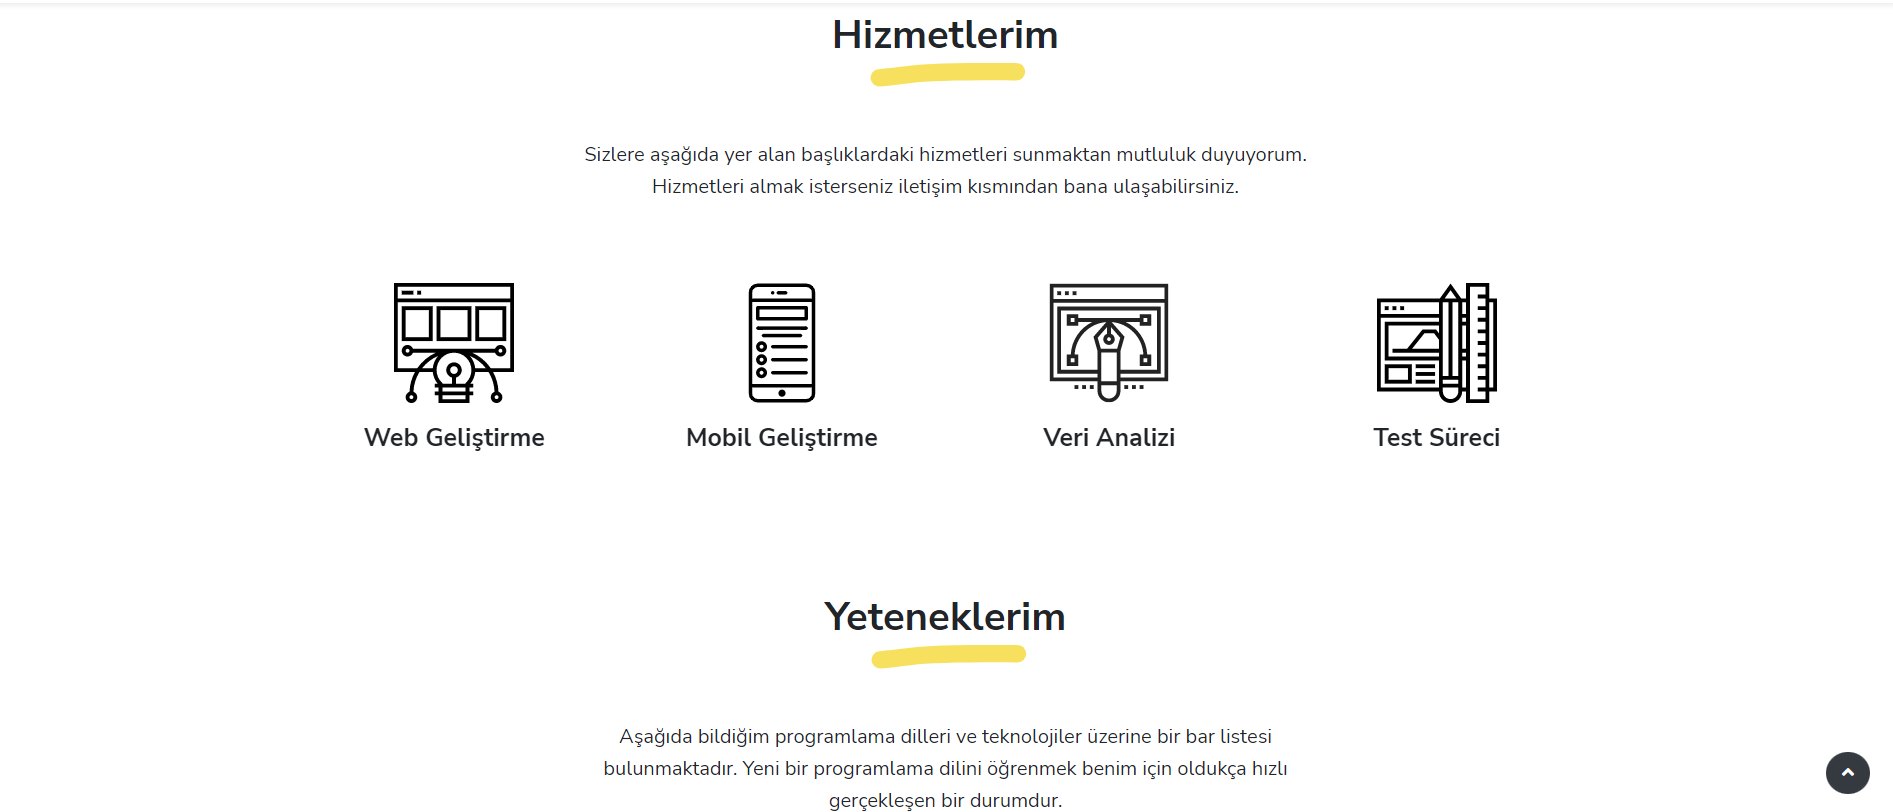 Hizmetlerim
Sizlere aşağıda yer alan başlıklardaki hizmetleri sunmaktan mutluluk duyuyorum.
Hizmetleri almak isterseniz iletişim kısmından bana ulaşabilirsiniz.
Web Geliştirme
Mobil Geliştirme
Veri Analizi
Test Süreci
Yeteneklerim
Aşağıda bildiğim programlama dilleri ve teknolojiler üzerine bir bar listesi
bulunmaktadır. Yeni bir programlama dilini öğrenmek benim için oldukça hızlı
gerçekleşen bir durumdur.